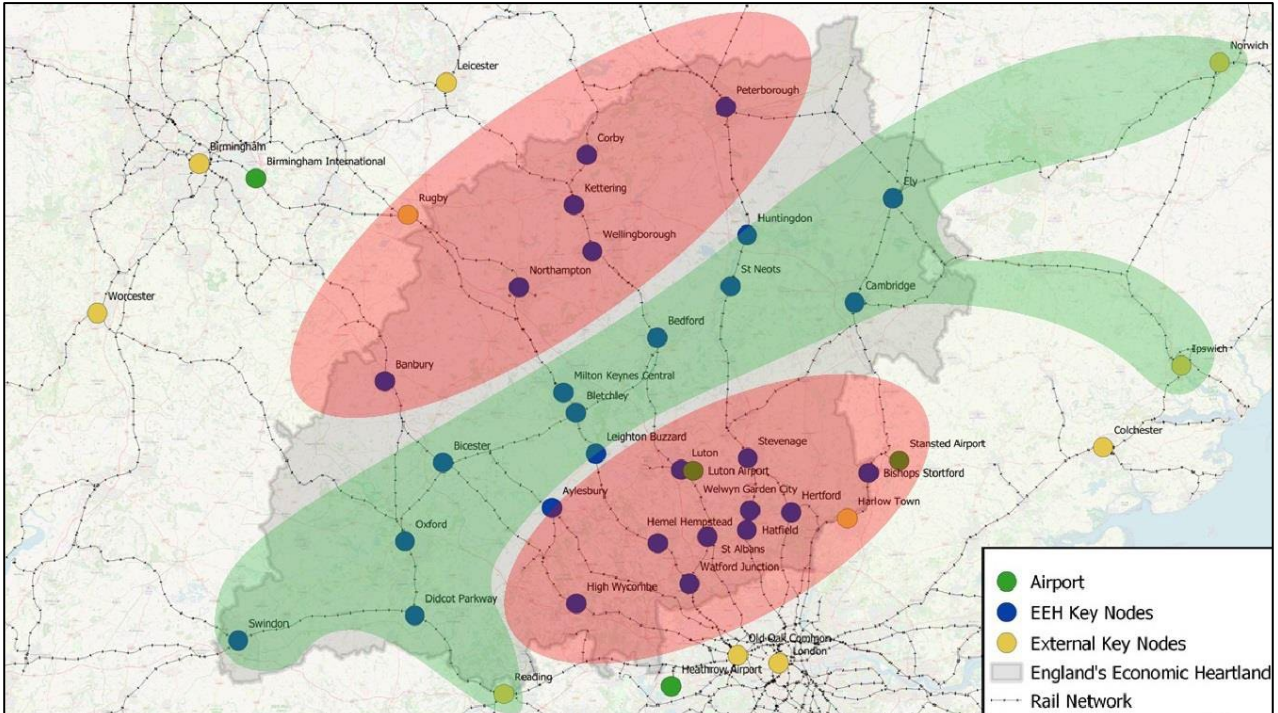 Norwich
Leicester
Peterborough
Corby
Birmingham
Birmingham International
Kettering
Ely
Rugby
Huntingdon
Wellingborough
Northampton
St Neots
Cambridge
Worcester
Bedford
Ipswich
Banbury
Milton Keynes Central
Bletchley
Leighton Buzzard
Stevenage
Colchester
Stansted Airport
Bicester
Luton
Luton Airport
Bishops Stortford
Aylesbury
Welwyn Garden City
Hertford
Harlow Town
Oxford
Hemel Hempstead
Hatfield
St Albans
Watford Junction
High Wycombe
Didcot Parkway
Swindon
Old Oak Common
London
Heathrow Airport
Reading
Airport
EEH Key Nodes
External Key Nodes
England's Economic Heartland
Rail Network